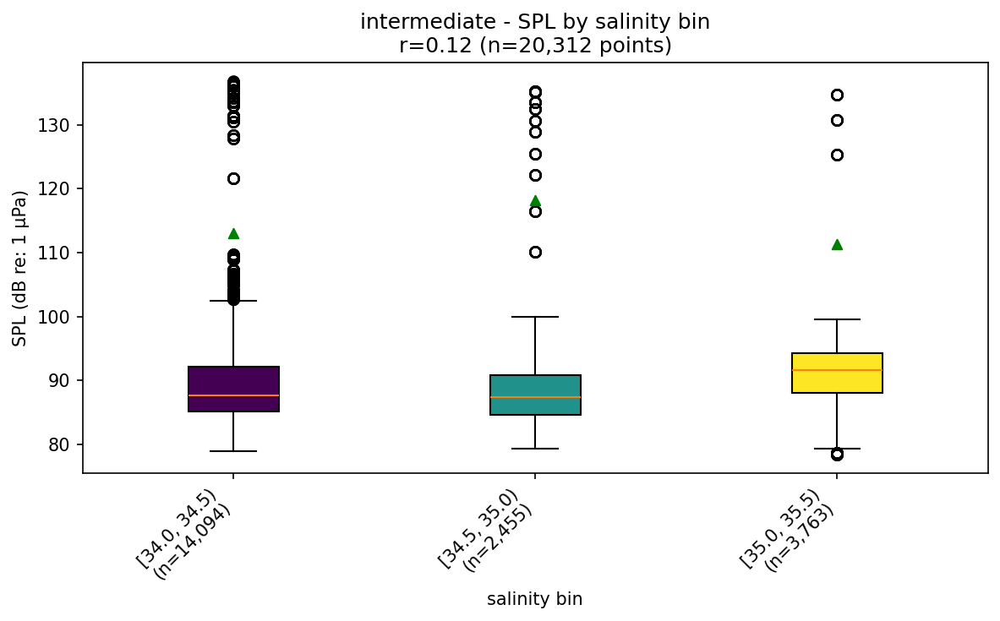 intermediate - SPL by salinity bin
r=0.12 (n=20,312 points)
SPL (dB re: 1 µPa)
130
120
110
100
90
80
[34.0, 34.5)
(n=14,094)
[34.5, 35.0)
(n=2,455)
[35.0, 35.5)
(n=3,763)
salinity bin